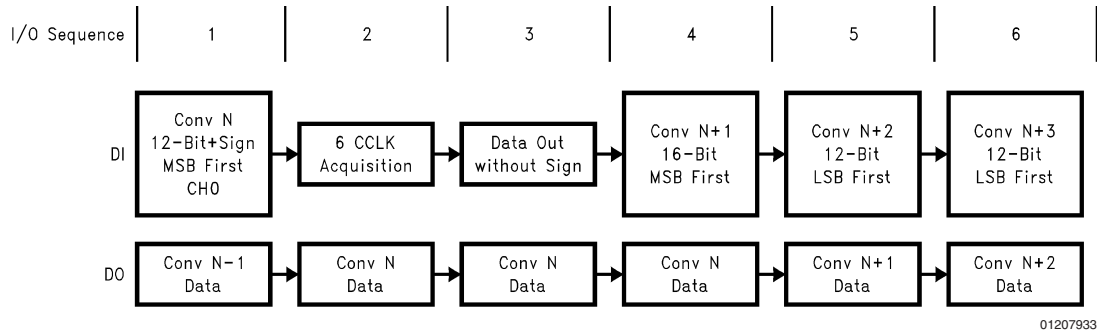 I/O Sequence 1 2 3 4 5 6
DI
Conv N
12-Bit+Sign
MSB First
CH0
6 CCLK
Acquisition
Data Out
without Sign
Conv N+1
16-Bit
MSB First
Conv N+2
12-Bit
LSB First
Conv N+3
12-Bit
LSB First
DO
Conv N-1
Data
Conv N
Data
Conv N
Data
Conv N
Data
Conv N+1
Data
Conv N+2
Data
01207933